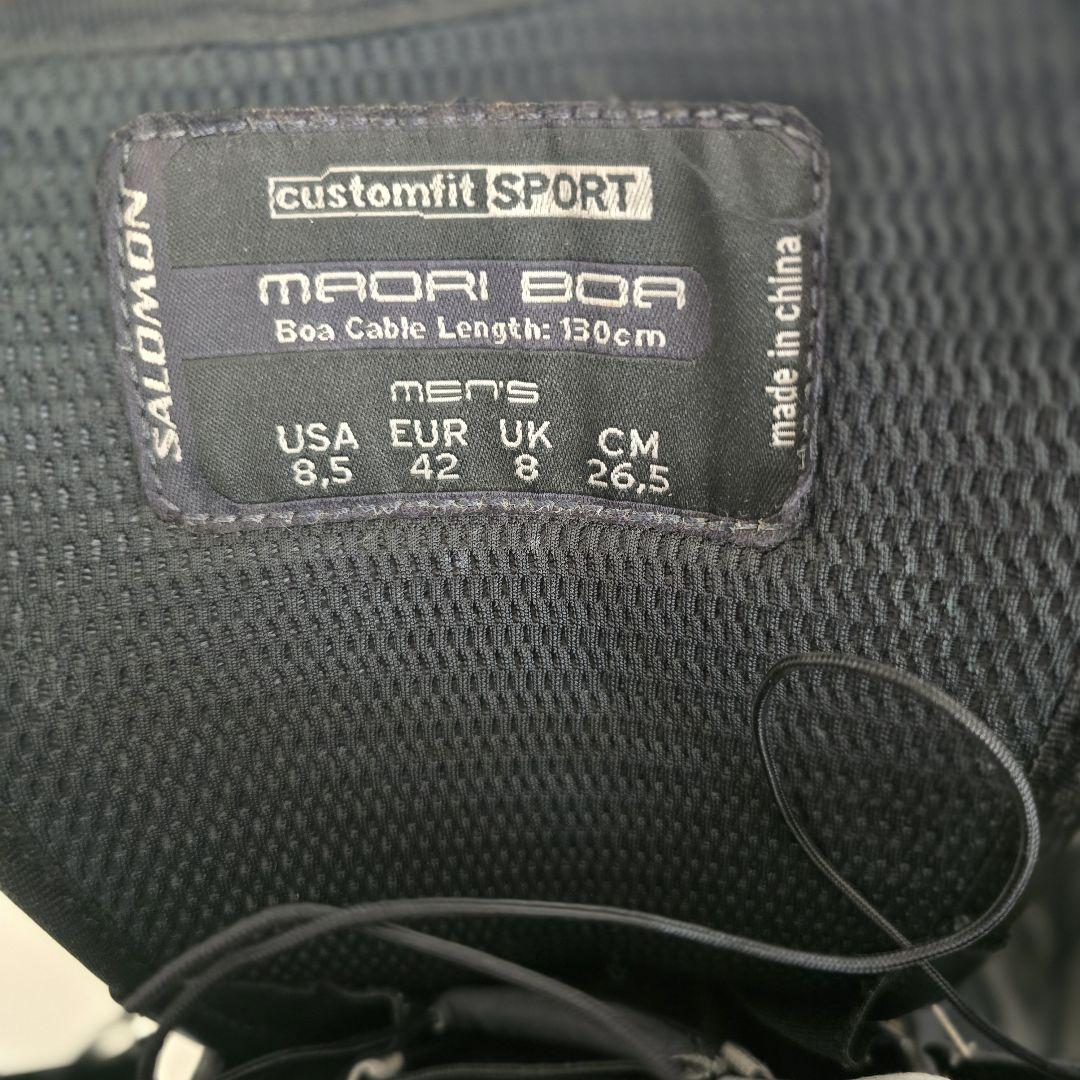 customfit SPORT
SALOMON
MAORI BOA
Boa Cable Length: 130cm
made in china
MEN'S
USA EUR UK CM
8,5 42 8 26,5